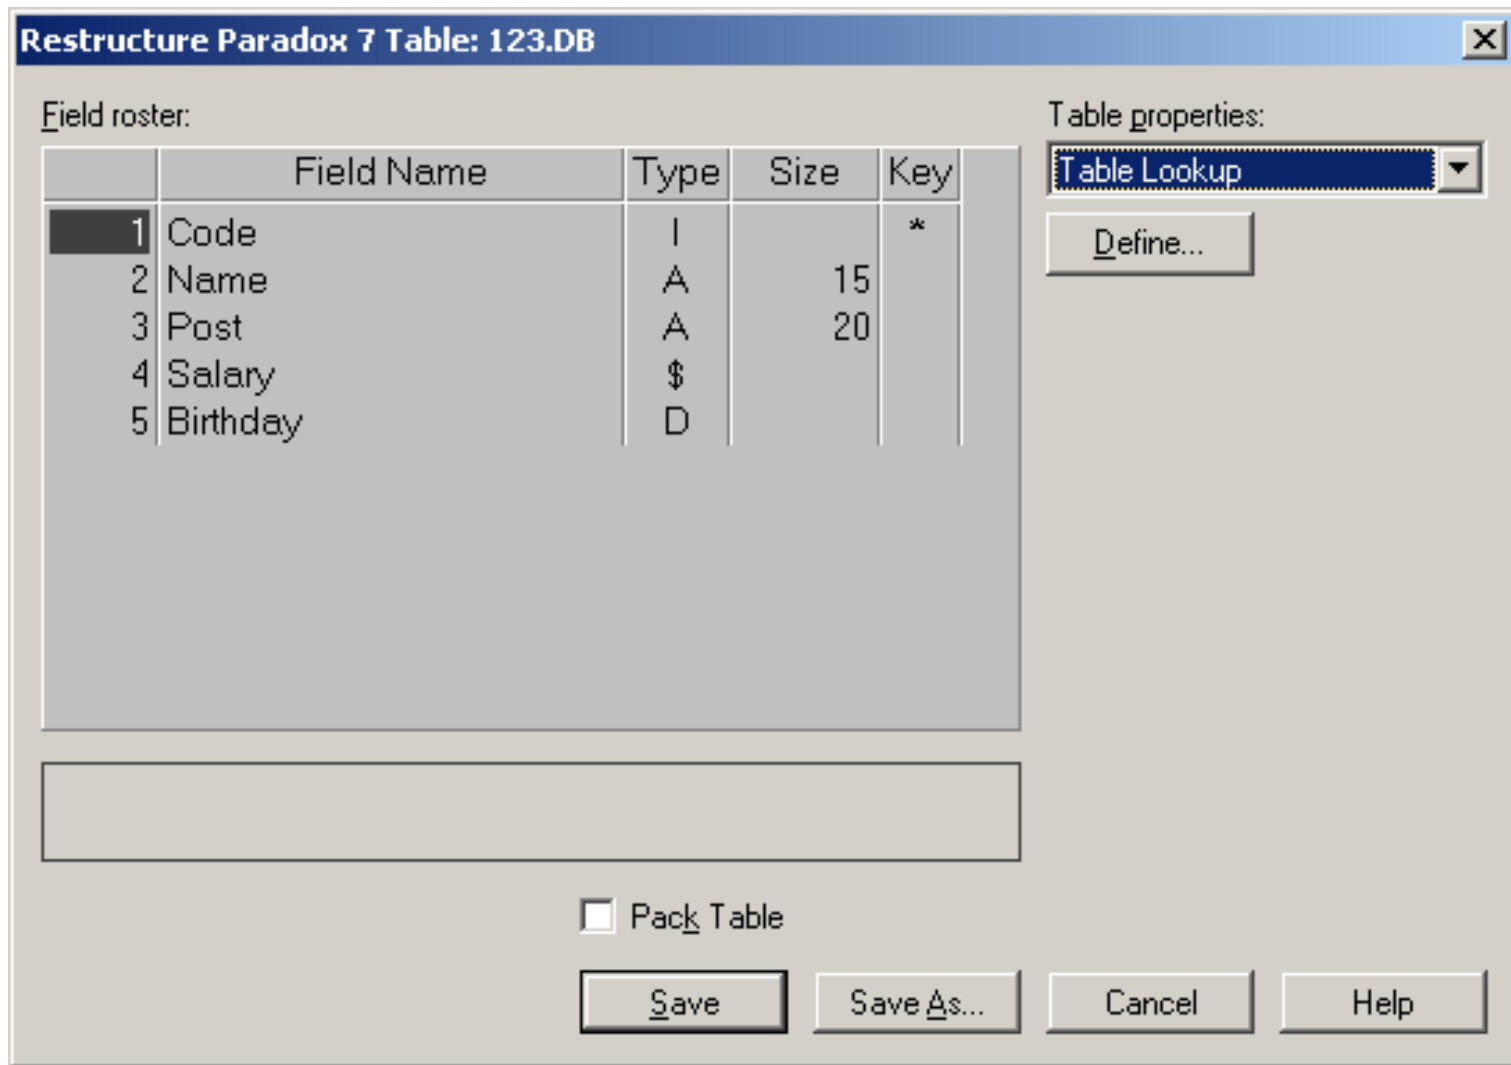 Restructure Paradox 7 Table: 123.DB
Field roster:
Table properties:
Field Name Type Size Key
Table Lookup
1 Code I *
Define...
2 Name A 15
3 Post A 20
4 Salary $
5 Birthday D
Pack Table
Save Save As... Cancel Help